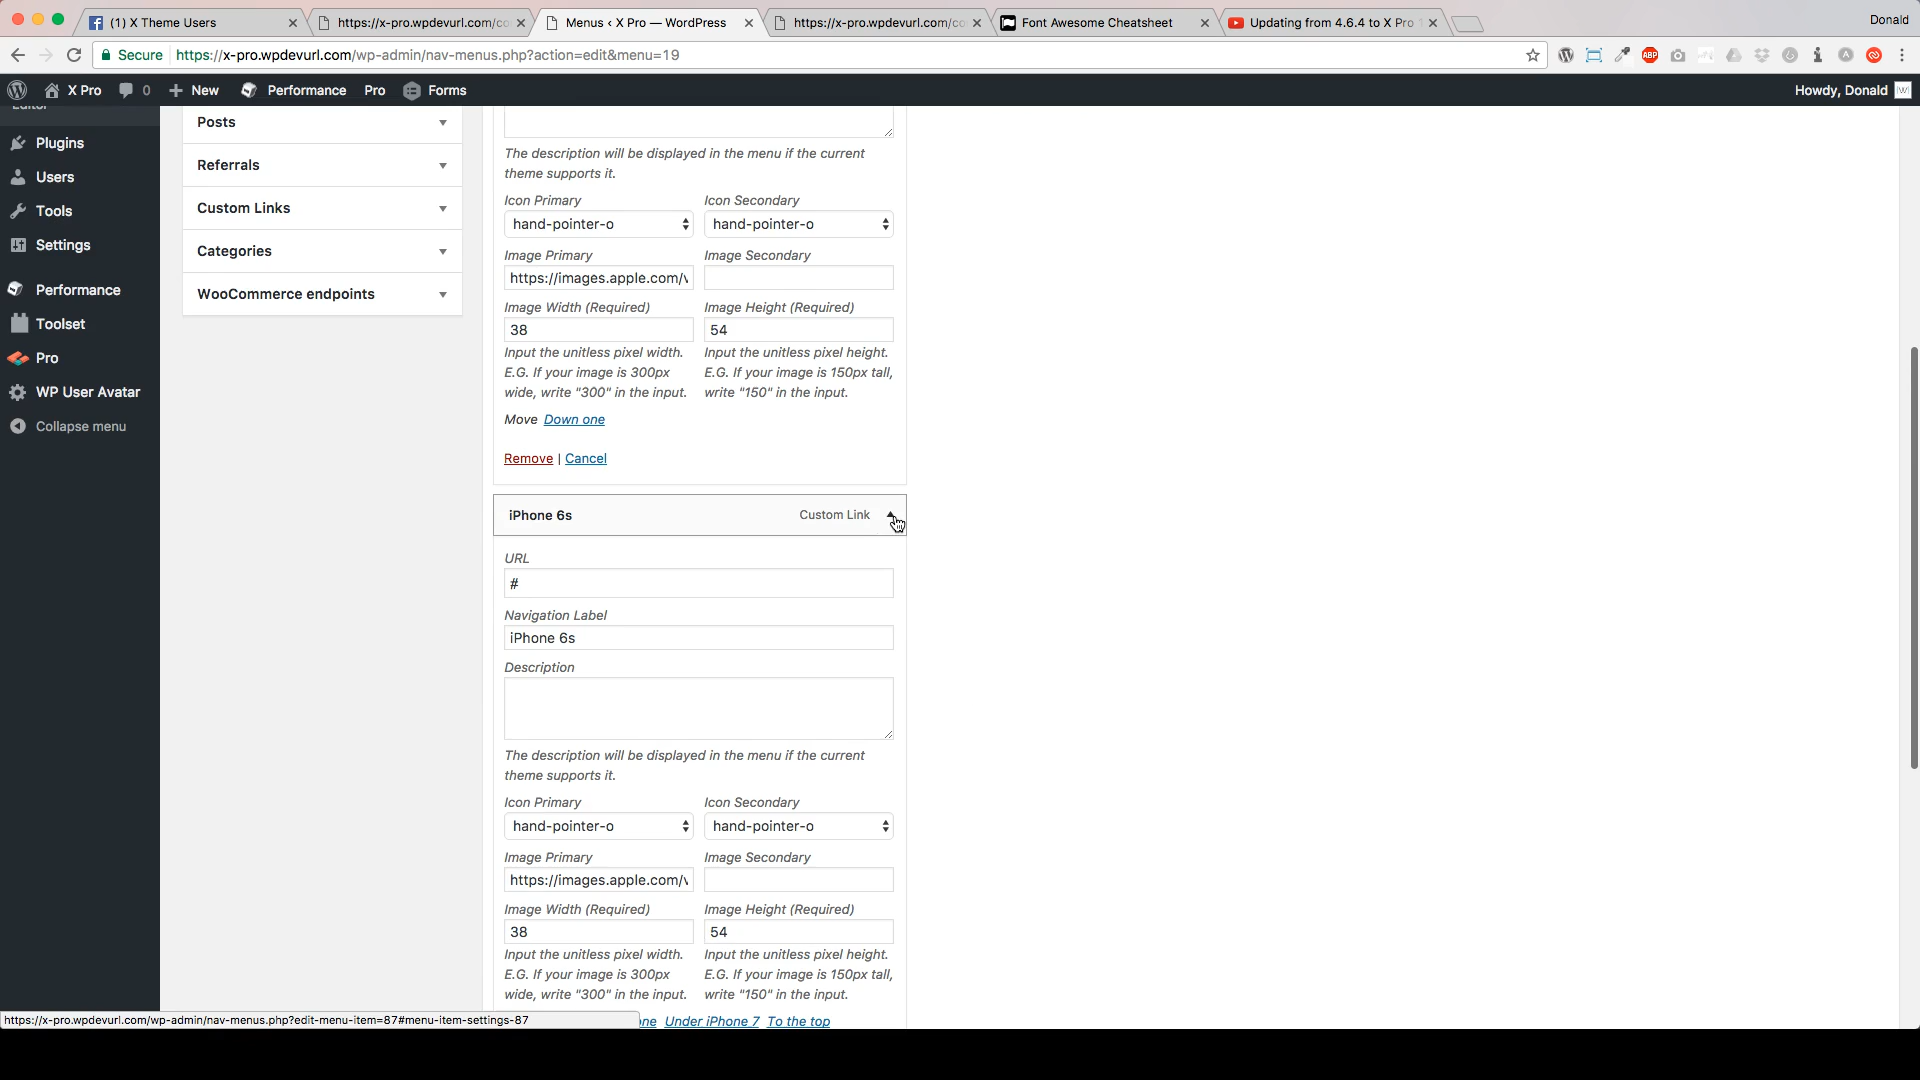 (1) X Theme Users
https://x-pro.wpdevurl.com/co
Menus ‹ X Pro — WordPress
https://x-pro.wpdevurl.com/co
Font Awesome Cheatsheet
Updating from 4.6.4 to X Pro
Donald
Secure
https://x-pro.wpdevurl.com/wp-admin/nav-menus.php?action=edit&menu=19
ABP
X Pro
0
New
Performance
Pro
Forms
Howdy, Donald
Editor
Plugins
Users
Tools
Settings
Performance
Toolset
Pro
WP User Avatar
Collapse menu
Posts
Referrals
Custom Links
Categories
WooCommerce endpoints
The description will be displayed in the menu if the current
theme supports it.
Icon Primary
Icon Secondary
hand-pointer-o
hand-pointer-o
Image Primary
Image Secondary
https://images.apple.com/v
Image Width (Required)
Image Height (Required)
38
54
Input the unitless pixel width.
E.G. If your image is 300px
wide, write "300" in the input.
Input the unitless pixel height.
E.G. If your image is 150px tall,
write "150" in the input.
Move Down one
Remove | Cancel
iPhone 6s
Custom Link
URL
#
Navigation Label
iPhone 6s
Description
The description will be displayed in the menu if the current
theme supports it.
Icon Primary
Icon Secondary
hand-pointer-o
hand-pointer-o
Image Primary
Image Secondary
https://images.apple.com/v
Image Width (Required)
Image Height (Required)
38
54
Input the unitless pixel width.
E.G. If your image is 300px
wide, write "300" in the input.
Input the unitless pixel height.
E.G. If your image is 150px tall,
write "150" in the input.
one Under iPhone 7 To the top
https://x-pro.wpdevurl.com/wp-admin/nav-menus.php?edit-menu-item=87#menu-item-settings-87